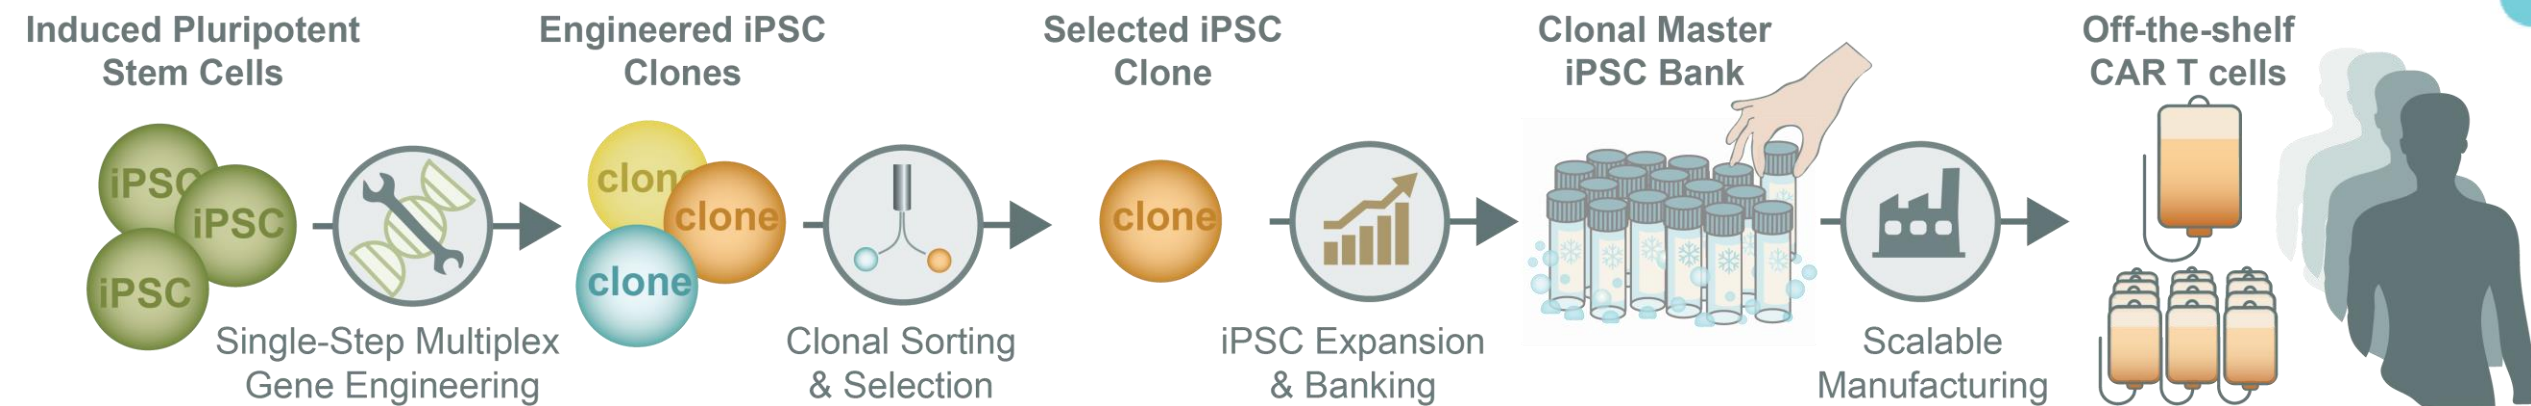 Induced Pluripotent
Stem Cells
Engineered iPSC
Clones
Selected iPSC
Clone
Clonal Master
iPSC Bank
Off-the-shelf
CAR T cells
iPSC
iPSC
iPSC
clone
clone
clone
clone
Single-Step Multiplex
Gene Engineering
Clonal Sorting
& Selection
iPSC Expansion
& Banking
Scalable
Manufacturing